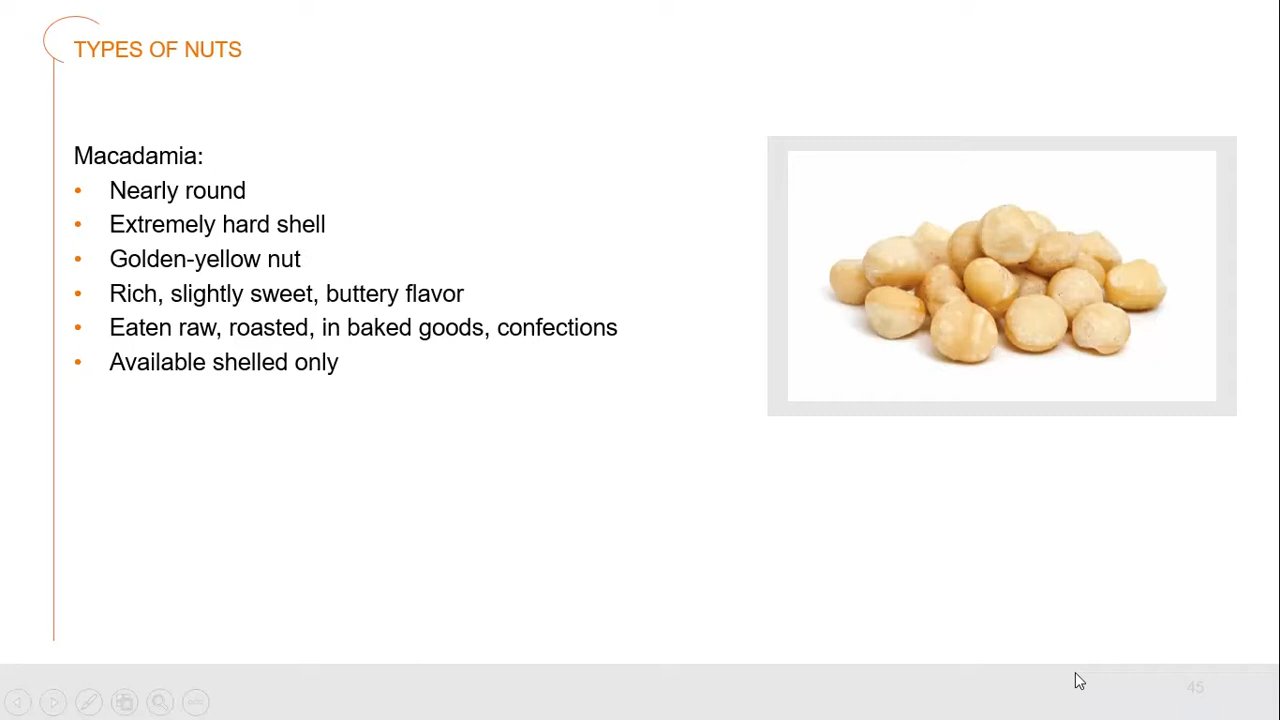 TYPES OF NUTS
Macadamia:
• Nearly round
• Extremely hard shell
• Golden-yellow nut
• Rich, slightly sweet, buttery flavor
• Eaten raw, roasted, in baked goods, confections
• Available shelled only
45